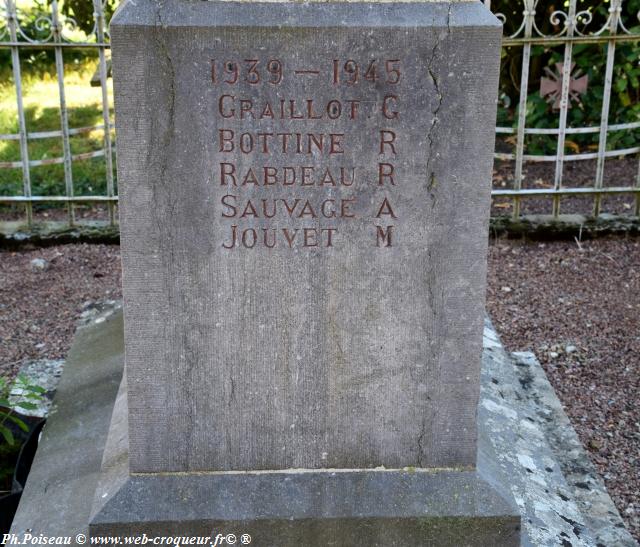 1939 — 1945
GRAILLOT G
BOTTINE R
RABDEAU R
SAUVAGE A
JOUVET M
Ph.Poiseau © www-web-croqueur.fr © ®